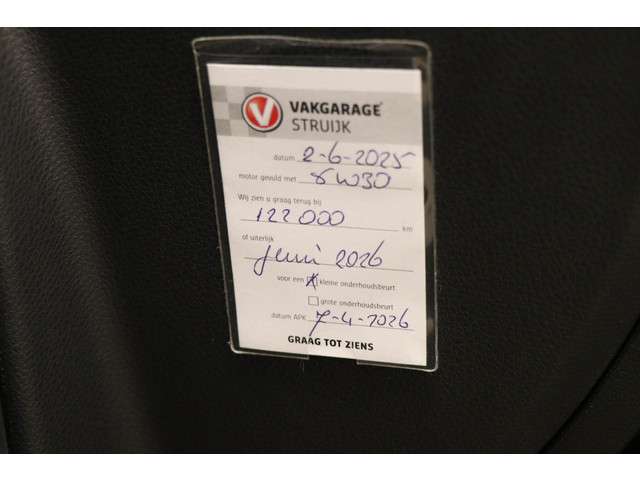 VAKGARAGE
STRUIJK
datum 2-6-2025
motor gevuld met 5W30
Wij zien u graag terug bij
122000 km
of uiterlijk
Juni 2026
voor een kleine onderhoudsbeurt
grote onderhoudsbeurt
datum APK 7-4-2026
GRAAG TOT ZIENS